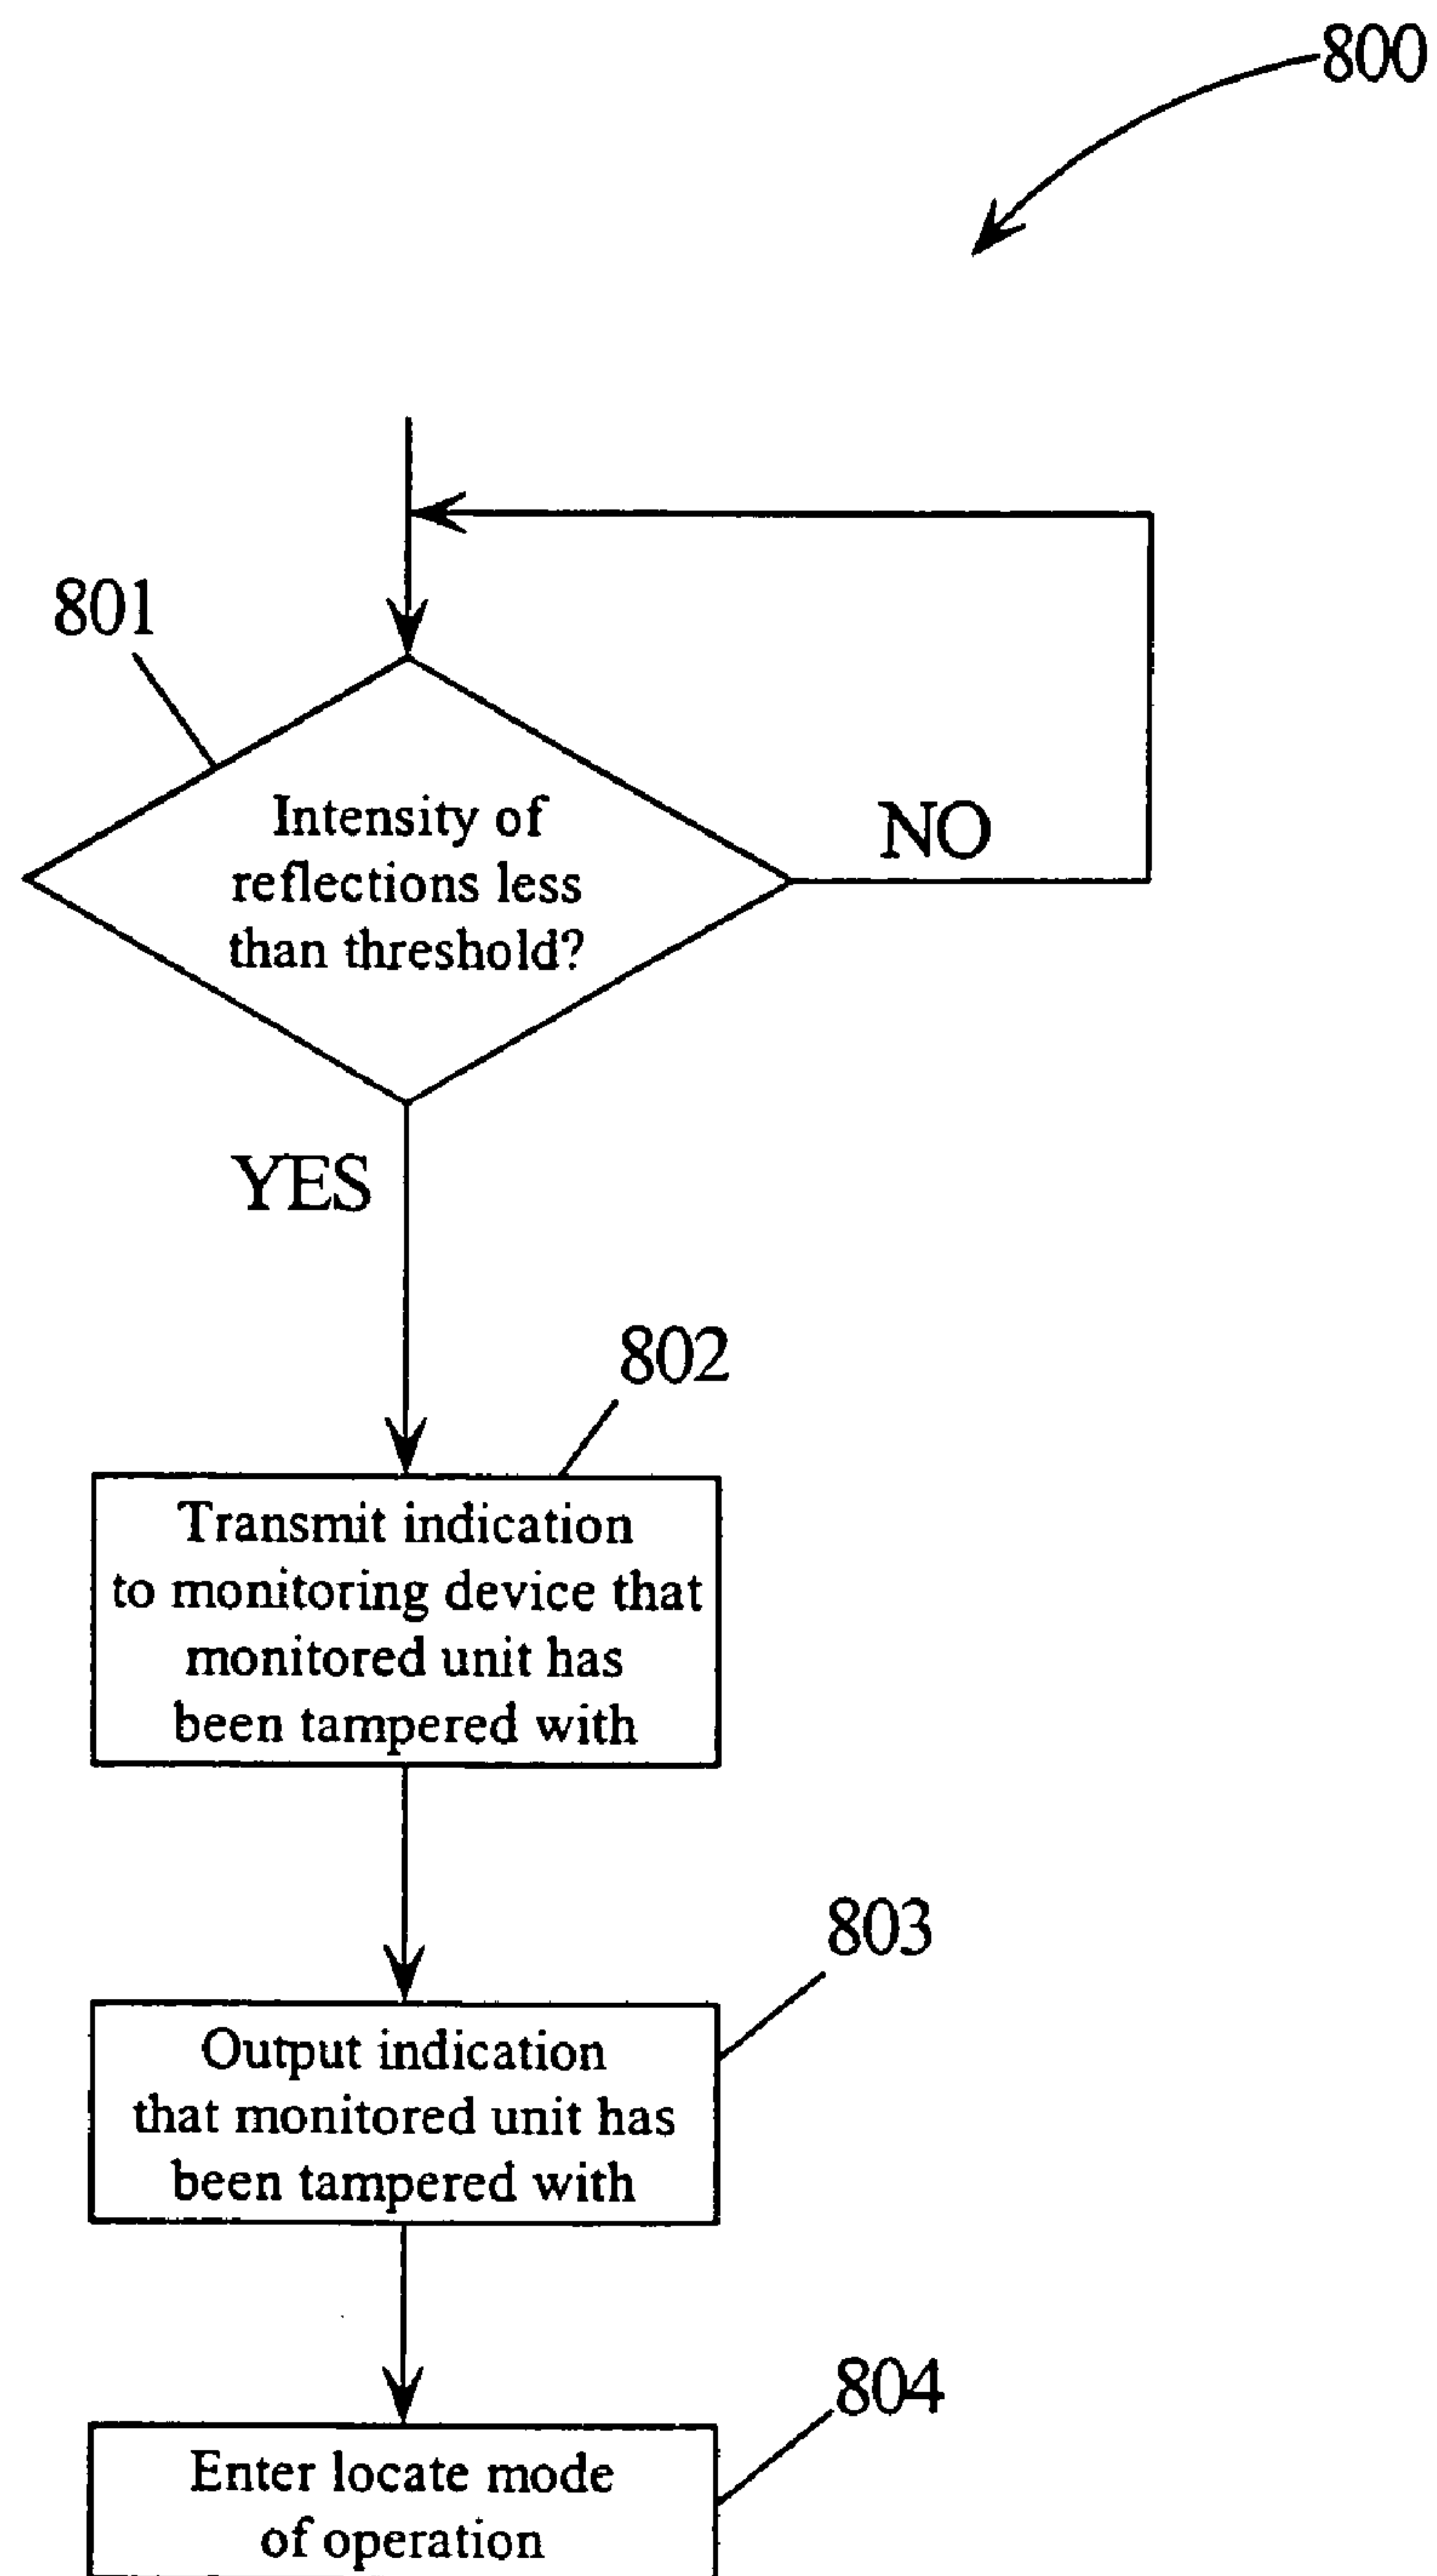 800
801
Intensity of
reflections less
than threshold?
NO
YES
802
Transmit indication
to monitoring device that
monitored unit has
been tampered with
803
Output indication
that monitored unit has
been tampered with
804
Enter locate mode
of operation